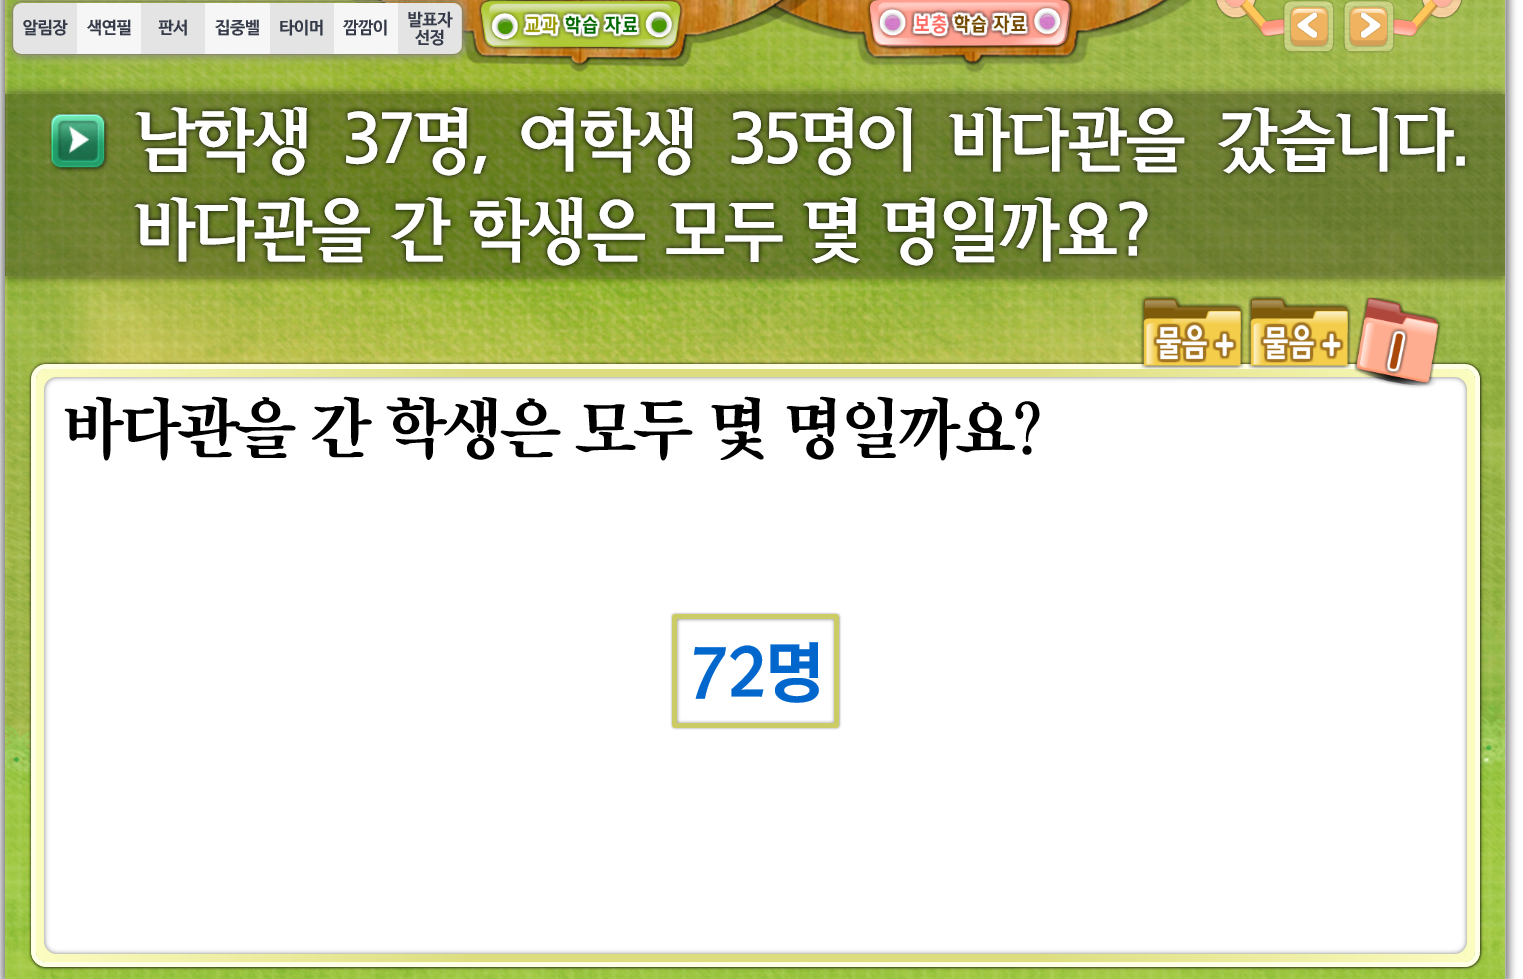 알림장 색연필 판서 집중벨 타이머 깜깜이 발표자
선정
교과 학습 자료
보충 학습 자료
남학생 37명, 여학생 35명이 바다관을 갔습니다.
바다관을 간 학생은 모두 몇 명일까요?
물음+ 물음+
바다관을 간 학생은 모두 몇 명일까요?
72명